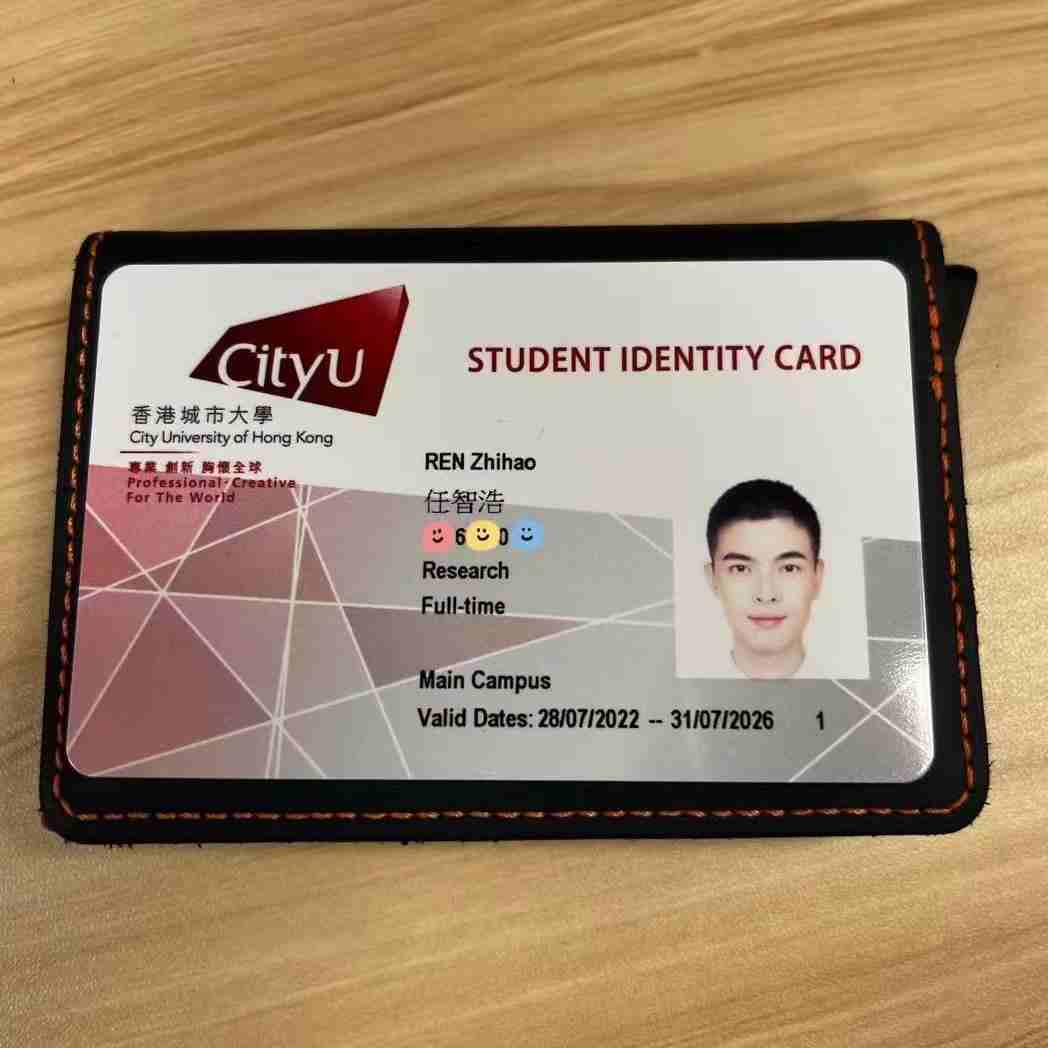 CityU
香港城市大學
City University of Hong Kong
專業 創新 胸懷全球
Professional·Creative
For The World
STUDENT IDENTITY CARD
REN Zhihao
任智浩
6 0
Research
Full-time
Main Campus
Valid Dates: 28/07/2022 -- 31/07/2026 1